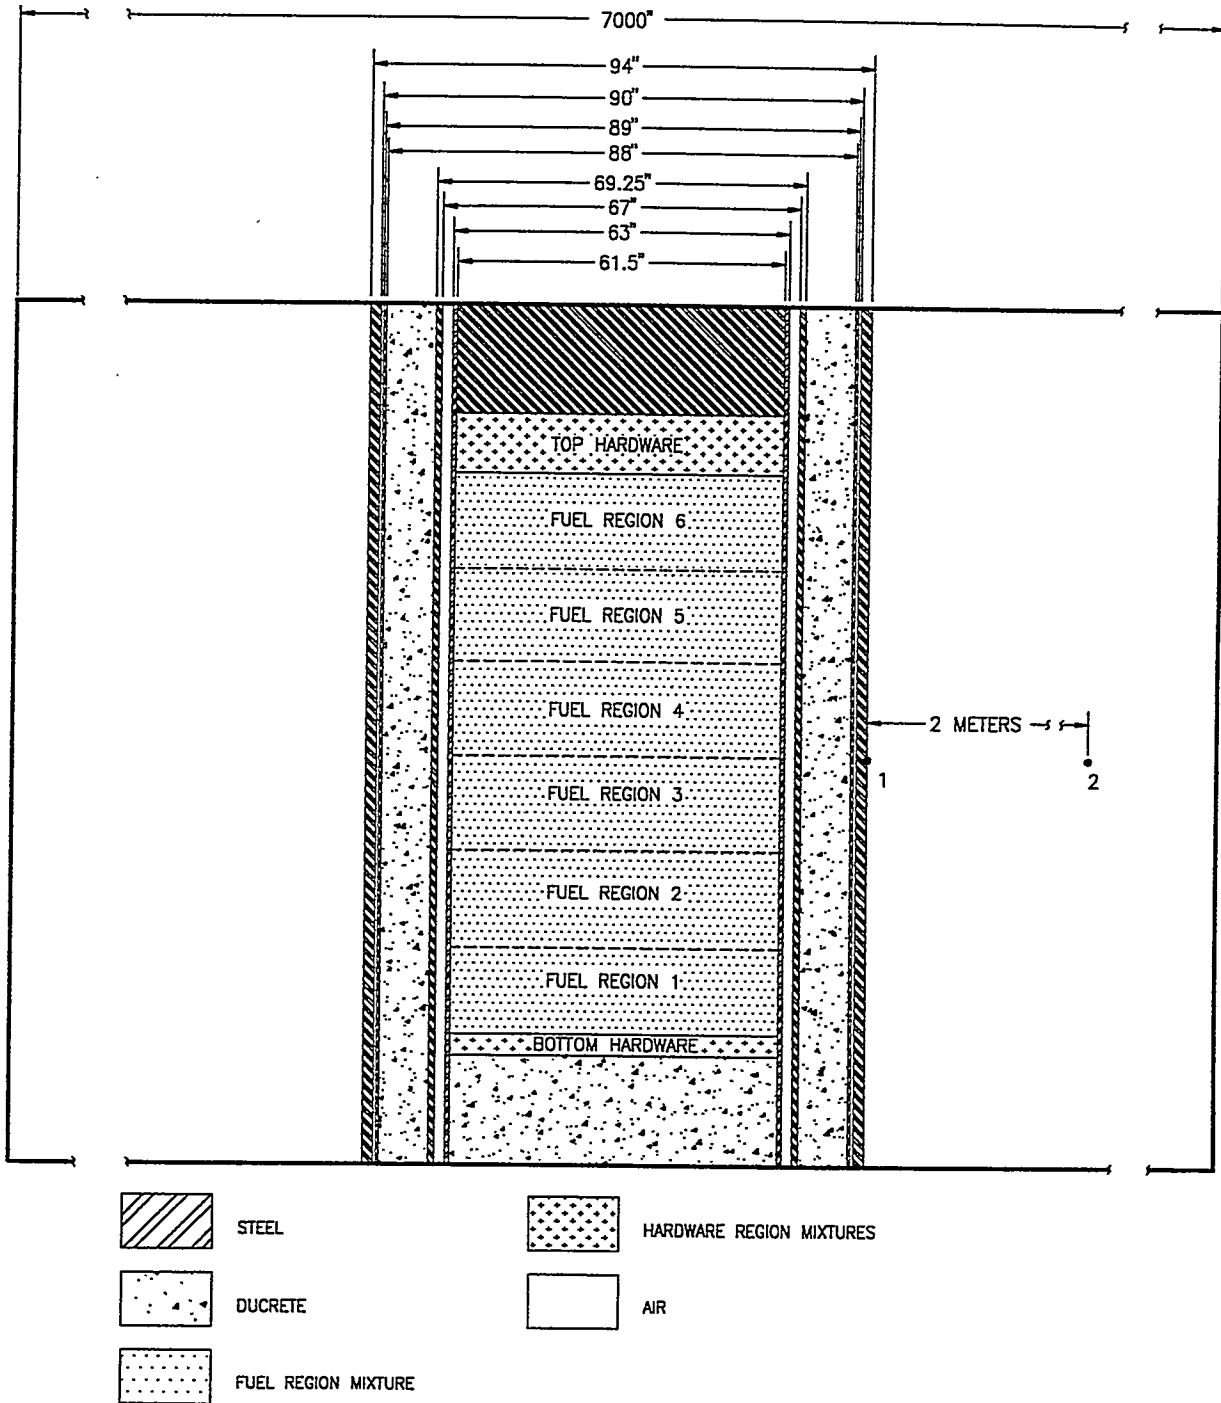 7000"
94"
90"
89"
88"
69.25"
67"
63"
61.5"
TOP HARDWARE
FUEL REGION 6
FUEL REGION 5
FUEL REGION 4
2 METERS
1
2
FUEL REGION 3
FUEL REGION 2
FUEL REGION 1
BOTTOM HARDWARE
STEEL
HARDWARE REGION MIXTURES
DUCRETE
AIR
FUEL REGION MIXTURE